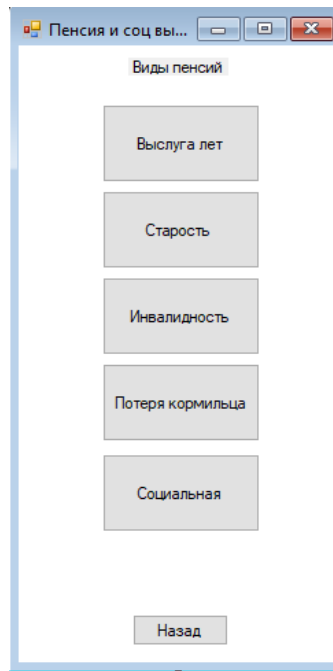 Пенсия и соц вы...
Виды пенсий
Выслуга лет
Старость
Инвалидность
Потеря кормильца
Социальная
Назад